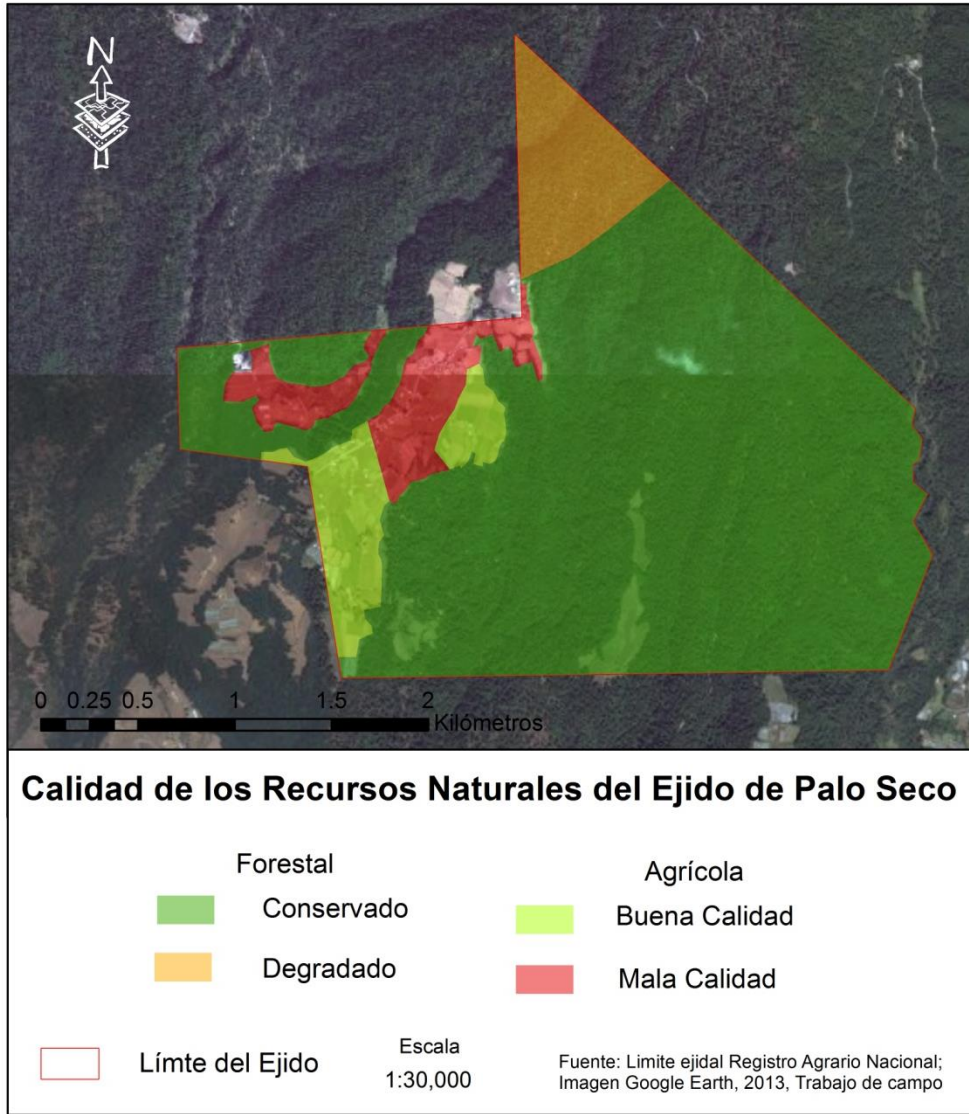 N
0 0.25 0.5 1 1.5 2
Kilómetros
Calidad de los Recursos Naturales del Ejido de Palo Seco
Forestal
Conservado
Degradado
Agrícola
Buena Calidad
Mala Calidad
Límte del Ejido
Escala
1:30,000
Fuente: Limite ejidal Registro Agrario Nacional;
Imagen Google Earth, 2013, Trabajo de campo